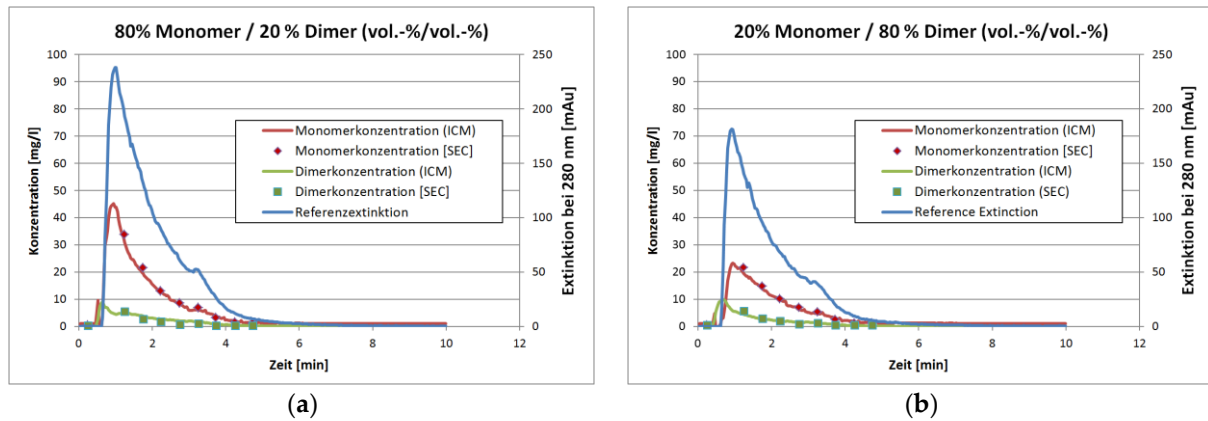 80% Monomer / 20 % Dimer (vol.-%/vol.-%)
Konzentration [mg/l]
100
90
80
70
60
50
40
30
20
10
0
Monomerkonzentration (ICM)
Monomerkonzentration [SEC]
Dimerkonzentration (ICM)
Dimerkonzentration [SEC]
Referenzextinktion
250
200
150
100
50
0
Extinktion bei 280 nm [mAu]
0 2 4 6 8 10 12
Zeit [min]
(a)
20% Monomer / 80 % Dimer (vol.-%/vol.-%)
Konzentration [mg/l]
100
90
80
70
60
50
40
30
20
10
0
Monomerkonzentration (ICM)
Monomerkonzentration [SEC]
Dimerkonzentration (ICM)
Dimerkonzentration (SEC)
Reference Extinction
250
200
150
100
50
0
Extinktion bei 280 nm [mAu]
0 2 4 6 8 10 12
Zeit [min]
(b)